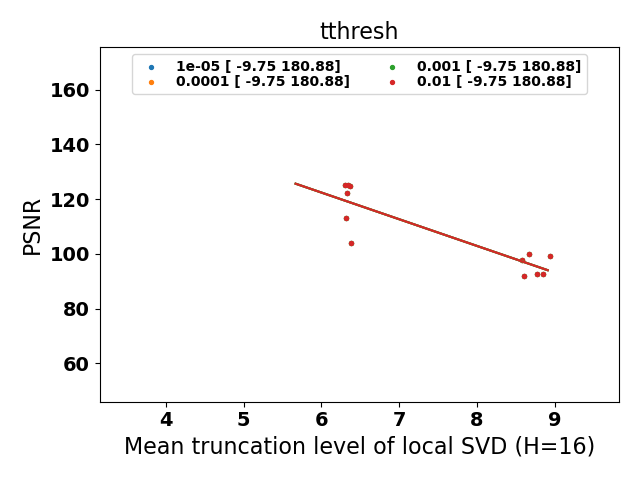 tthresh
1e-05 [ -9.75 180.88]
0.0001 [ -9.75 180.88]
0.001 [ -9.75 180.88]
0.01 [ -9.75 180.88]
160
140
120
100
80
60
PSNR
4 5 6 7 8 9
Mean truncation level of local SVD (H=16)